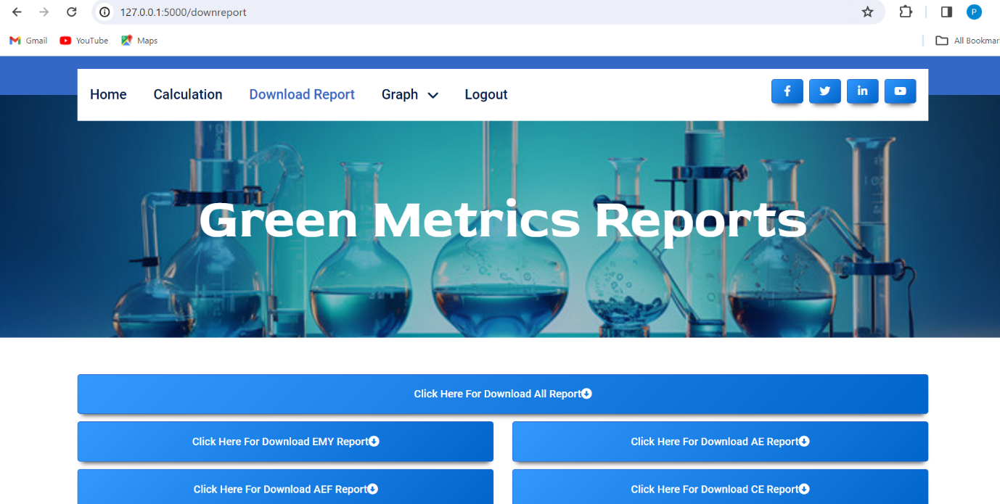 127.0.0.1:5000/downreport
P
Gmail YouTube Maps All Bookmar
Home Calculation Download Report Graph Logout
Green Metrics Reports
Click Here For Download All Report
Click Here For Download EMY Report Click Here For Download AE Report
Click Here For Download AEF Report Click Here For Download CE Report